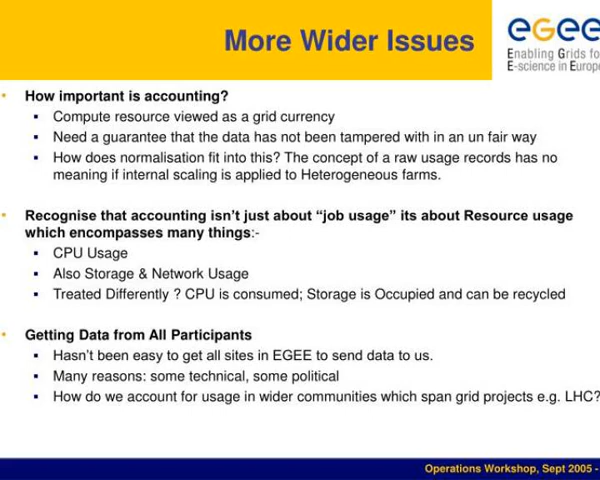 More Wider Issues
egee
Enabling Grids fo
E-science in Europe
• How important is accounting?
▪ Compute resource viewed as a grid currency
▪ Need a guarantee that the data has not been tampered with in an un fair way
▪ How does normalisation fit into this? The concept of a raw usage records has no
meaning if internal scaling is applied to Heterogeneous farms.
• Recognise that accounting isn’t just about “job usage” its about Resource usage
which encompasses many things:-
▪ CPU Usage
▪ Also Storage & Network Usage
▪ Treated Differently ? CPU is consumed; Storage is Occupied and can be recycled
• Getting Data from All Participants
▪ Hasn’t been easy to get all sites in EGEE to send data to us.
▪ Many reasons: some technical, some political
▪ How do we account for usage in wider communities which span grid projects e.g. LHC?
Operations Workshop, Sept 2005 -